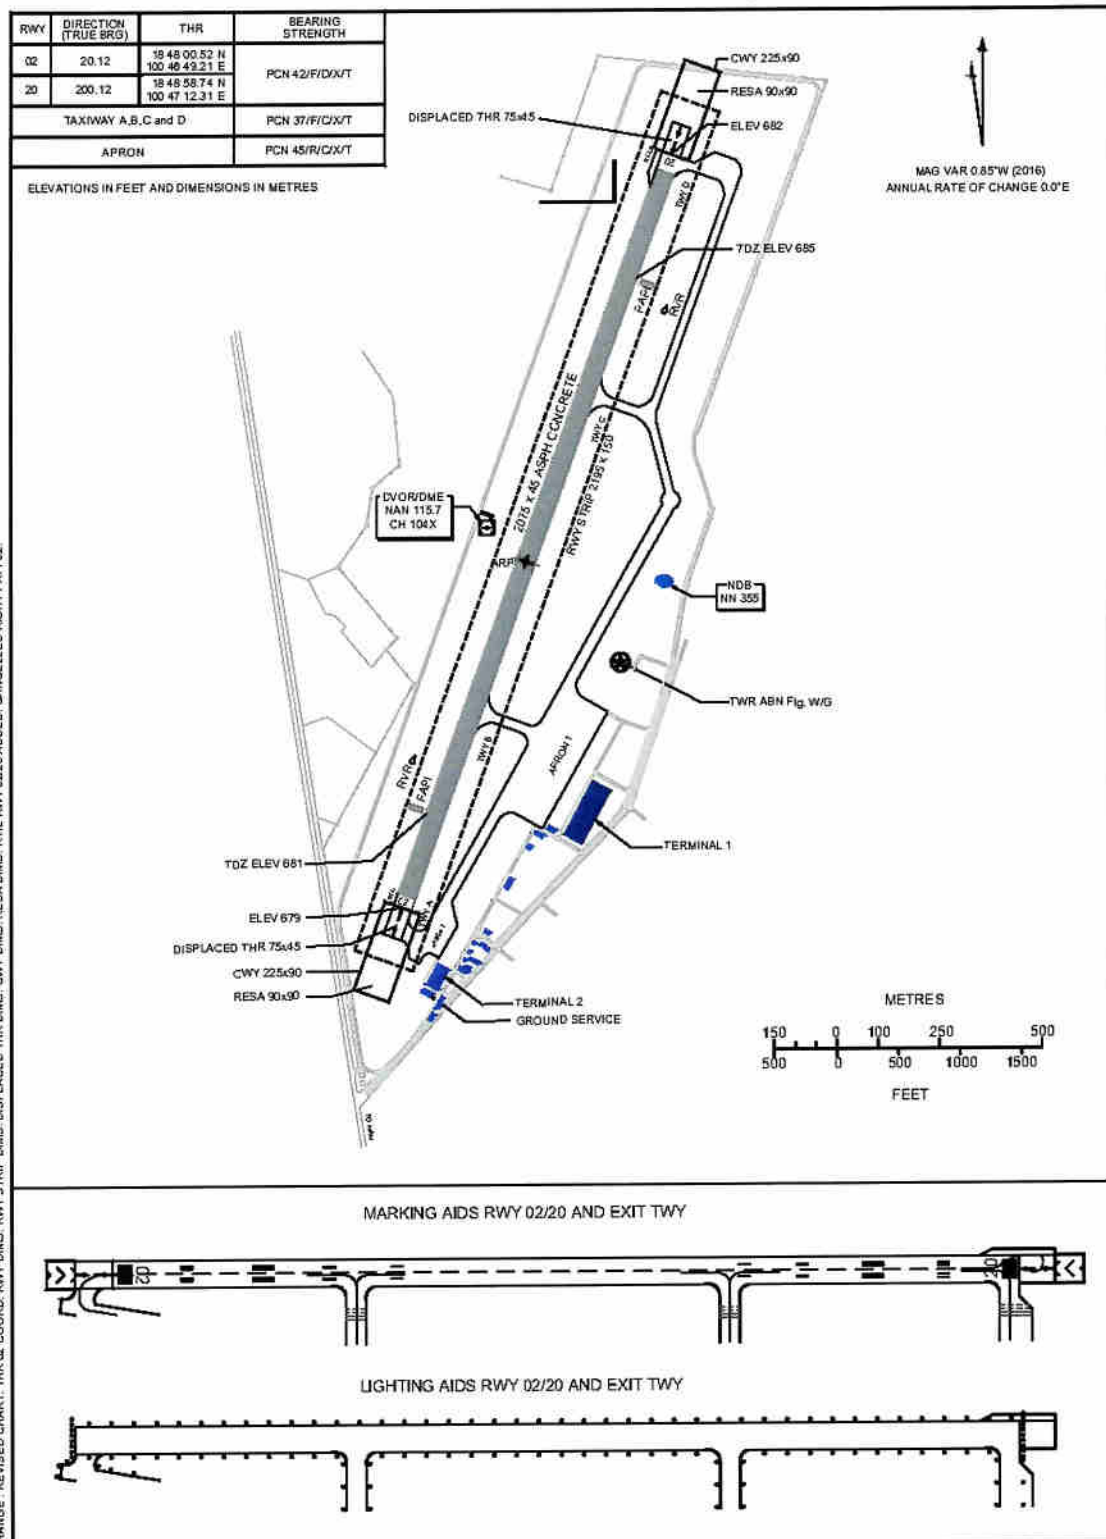 RWY
DIRECTION
(TRUE BRG)
THR
BEARING
STRENGTH
02
20.12
18 48 00.52 N
100 46 49.21 E
PCN 42/F/D/X/T
20
200.12
18 48 58.74 N
100 47 12.31 E
TAXIWAY A,B,C and D
PCN 37/F/C/X/T
APRON
PCN 45/R/C/X/T
ELEVATIONS IN FEET AND DIMENSIONS IN METRES
CWY 225x90
RESA 90x90
DISPLACED THR 75x45
ELEV 682
MAG VAR 0.85°W (2016)
ANNUAL RATE OF CHANGE 0.0°E
20
TWY D
TDZ ELEV 685
PAPI
RVR
2075 X 45 ASPH CONCRETE
TWY C
RWY STRIP 2195 X 150
DVOR/DME
NAN 115.7
CH 104X
ARP
NDB
NN 355
TWR ABN Flg. W/G
TWY B
APRON 1
RVR
PAPI
TERMINAL 1
TDZ ELEV 681
ELEV 679
TWY A
DISPLACED THR 75x45
CWY 225x90
RESA 90x90
TERMINAL 2
GROUND SERVICE
METRES
150 0 100 250 500
500 0 500 1000 1500
FEET
MARKING AIDS RWY 02/20 AND EXIT TWY
02
20
LIGHTING AIDS RWY 02/20 AND EXIT TWY